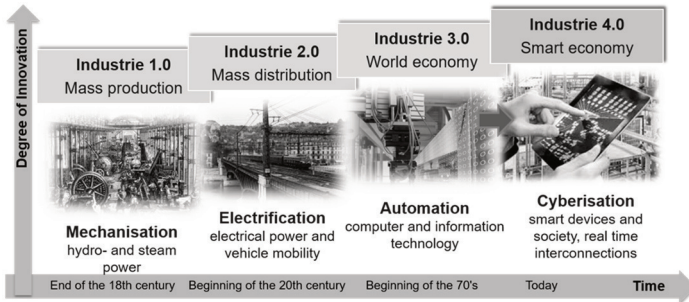 Degree of Innovation
Industrie 1.0
Mass production
Mechanisation
hydro- and steam
power
End of the 18th century
Industrie 2.0
Mass distribution
Electrification
electrical power and
vehicle mobility
Beginning of the 20th century
Industrie 3.0
World economy
Automation
computer and information
technology
Beginning of the 70's
Industrie 4.0
Smart economy
Cyberisation
smart devices and
society, real time
interconnections
Today
Time